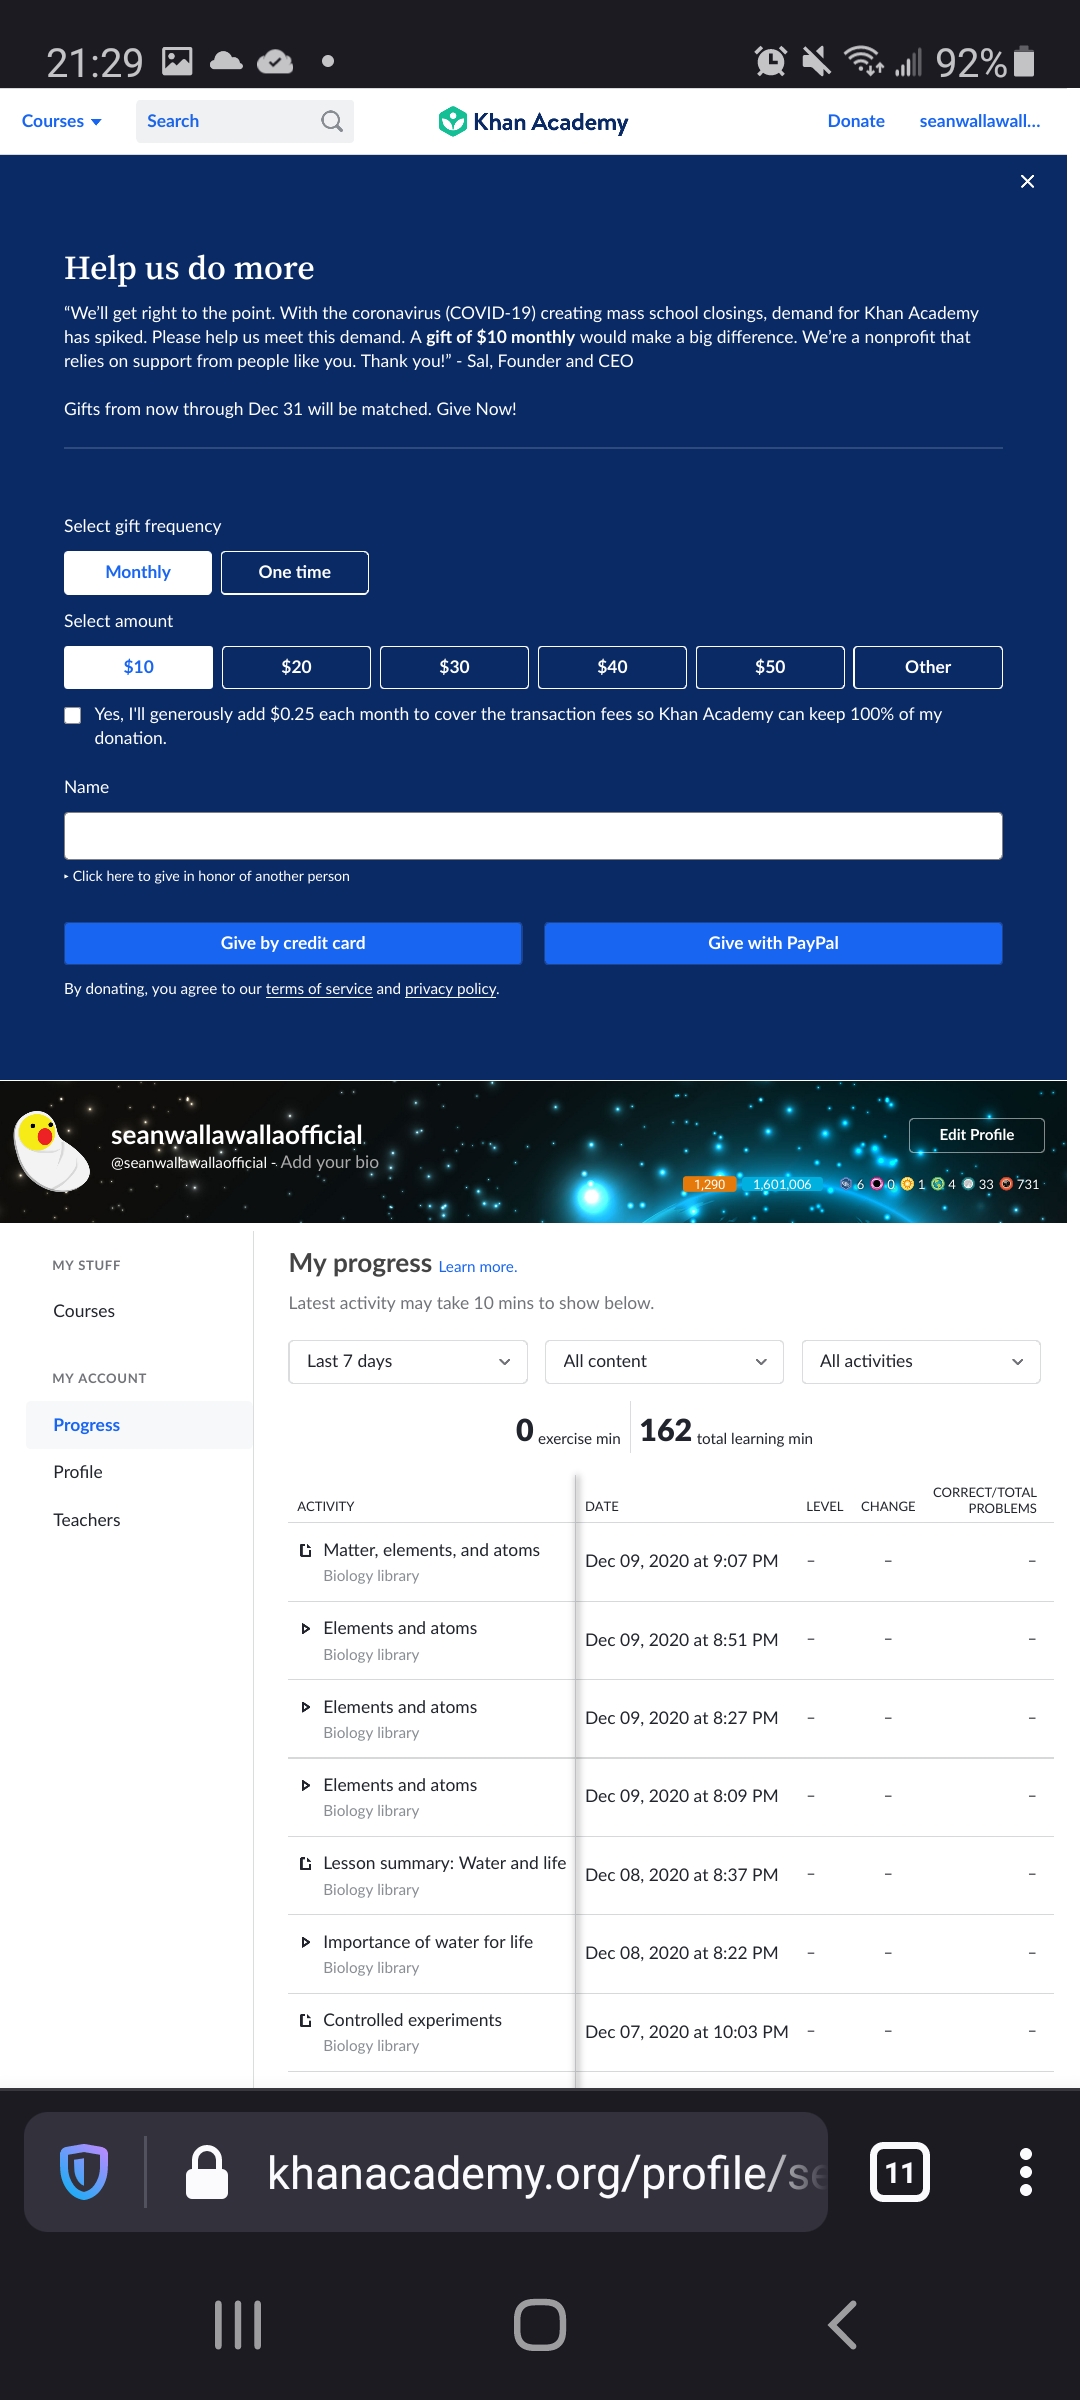 21:29
92%
Courses
Search
Khan Academy
Donate
seanwallawall...
Help us do more
“We’ll get right to the point. With the coronavirus (COVID-19) creating mass school closings, demand for Khan Academy
has spiked. Please help us meet this demand. A gift of $10 monthly would make a big difference. We’re a nonprofit that
relies on support from people like you. Thank you!” - Sal, Founder and CEO
Gifts from now through Dec 31 will be matched. Give Now!
Select gift frequency
Monthly
One time
Select amount
$10
$20
$30
$40
$50
Other
Yes, I'll generously add $0.25 each month to cover the transaction fees so Khan Academy can keep 100% of my
donation.
Name
Click here to give in honor of another person
Give by credit card
Give with PayPal
By donating, you agree to our terms of service and privacy policy.
seanwallawallaofficial
@seanwallawallaofficial - Add your bio
Edit Profile
1,290
1,601,006
6
0
1
4
33
731
MY STUFF
Courses
MY ACCOUNT
Progress
Profile
Teachers
My progress Learn more.
Latest activity may take 10 mins to show below.
Last 7 days
All content
All activities
0 exercise min
162 total learning min
ACTIVITY
DATE
LEVEL
CHANGE
CORRECT/TOTAL
PROBLEMS
Matter, elements, and atoms
Biology library
Dec 09, 2020 at 9:07 PM – – –
Elements and atoms
Biology library
Dec 09, 2020 at 8:51 PM – – –
Elements and atoms
Biology library
Dec 09, 2020 at 8:27 PM – – –
Elements and atoms
Biology library
Dec 09, 2020 at 8:09 PM – – –
Lesson summary: Water and life
Biology library
Dec 08, 2020 at 8:37 PM – – –
Importance of water for life
Biology library
Dec 08, 2020 at 8:22 PM – – –
Controlled experiments
Biology library
Dec 07, 2020 at 10:03 PM – – –
khanacademy.org/profile/se
11